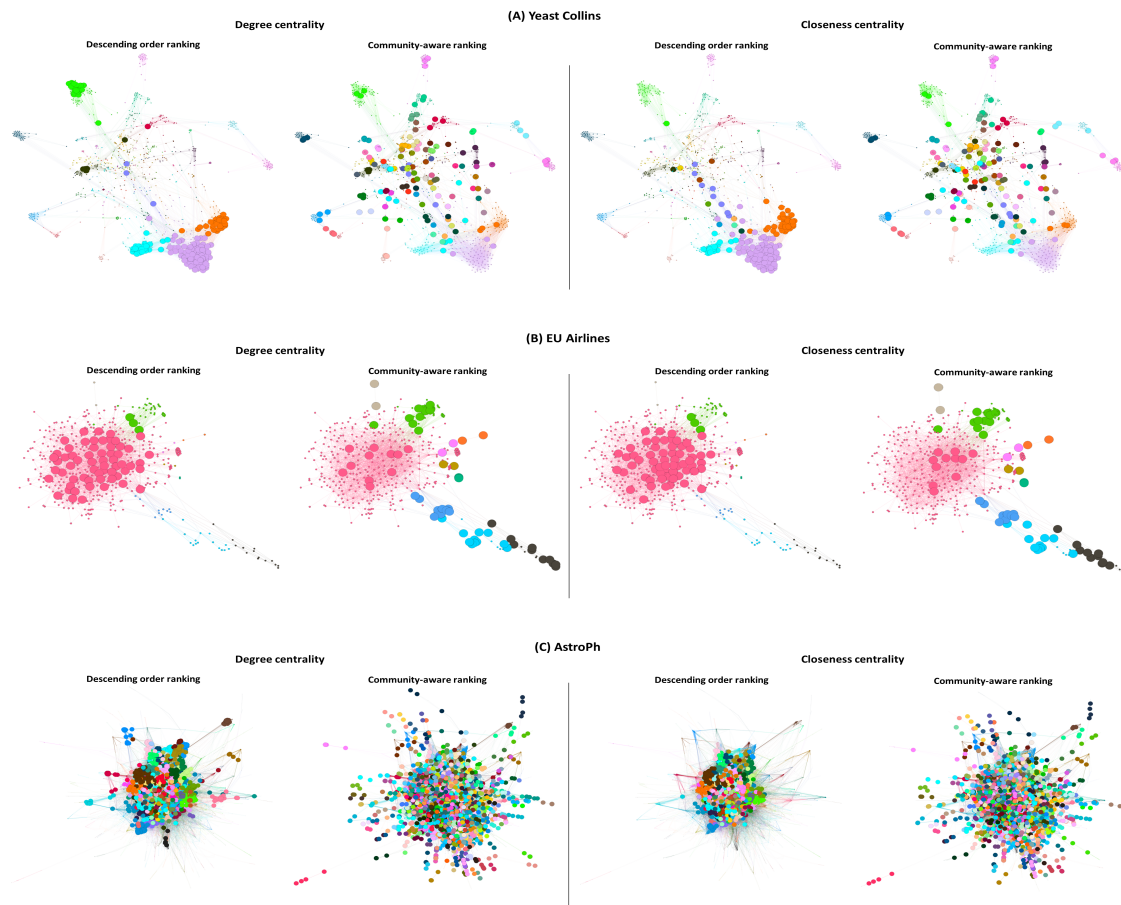 (A) Yeast Collins
Degree centrality
Closeness centrality
Descending order ranking
Community-aware ranking
Descending order ranking
Community-aware ranking
(B) EU Airlines
Degree centrality
Closeness centrality
Descending order ranking
Community-aware ranking
Descending order ranking
Community-aware ranking
(C) AstroPh
Degree centrality
Closeness centrality
Descending order ranking
Community-aware ranking
Descending order ranking
Community-aware ranking